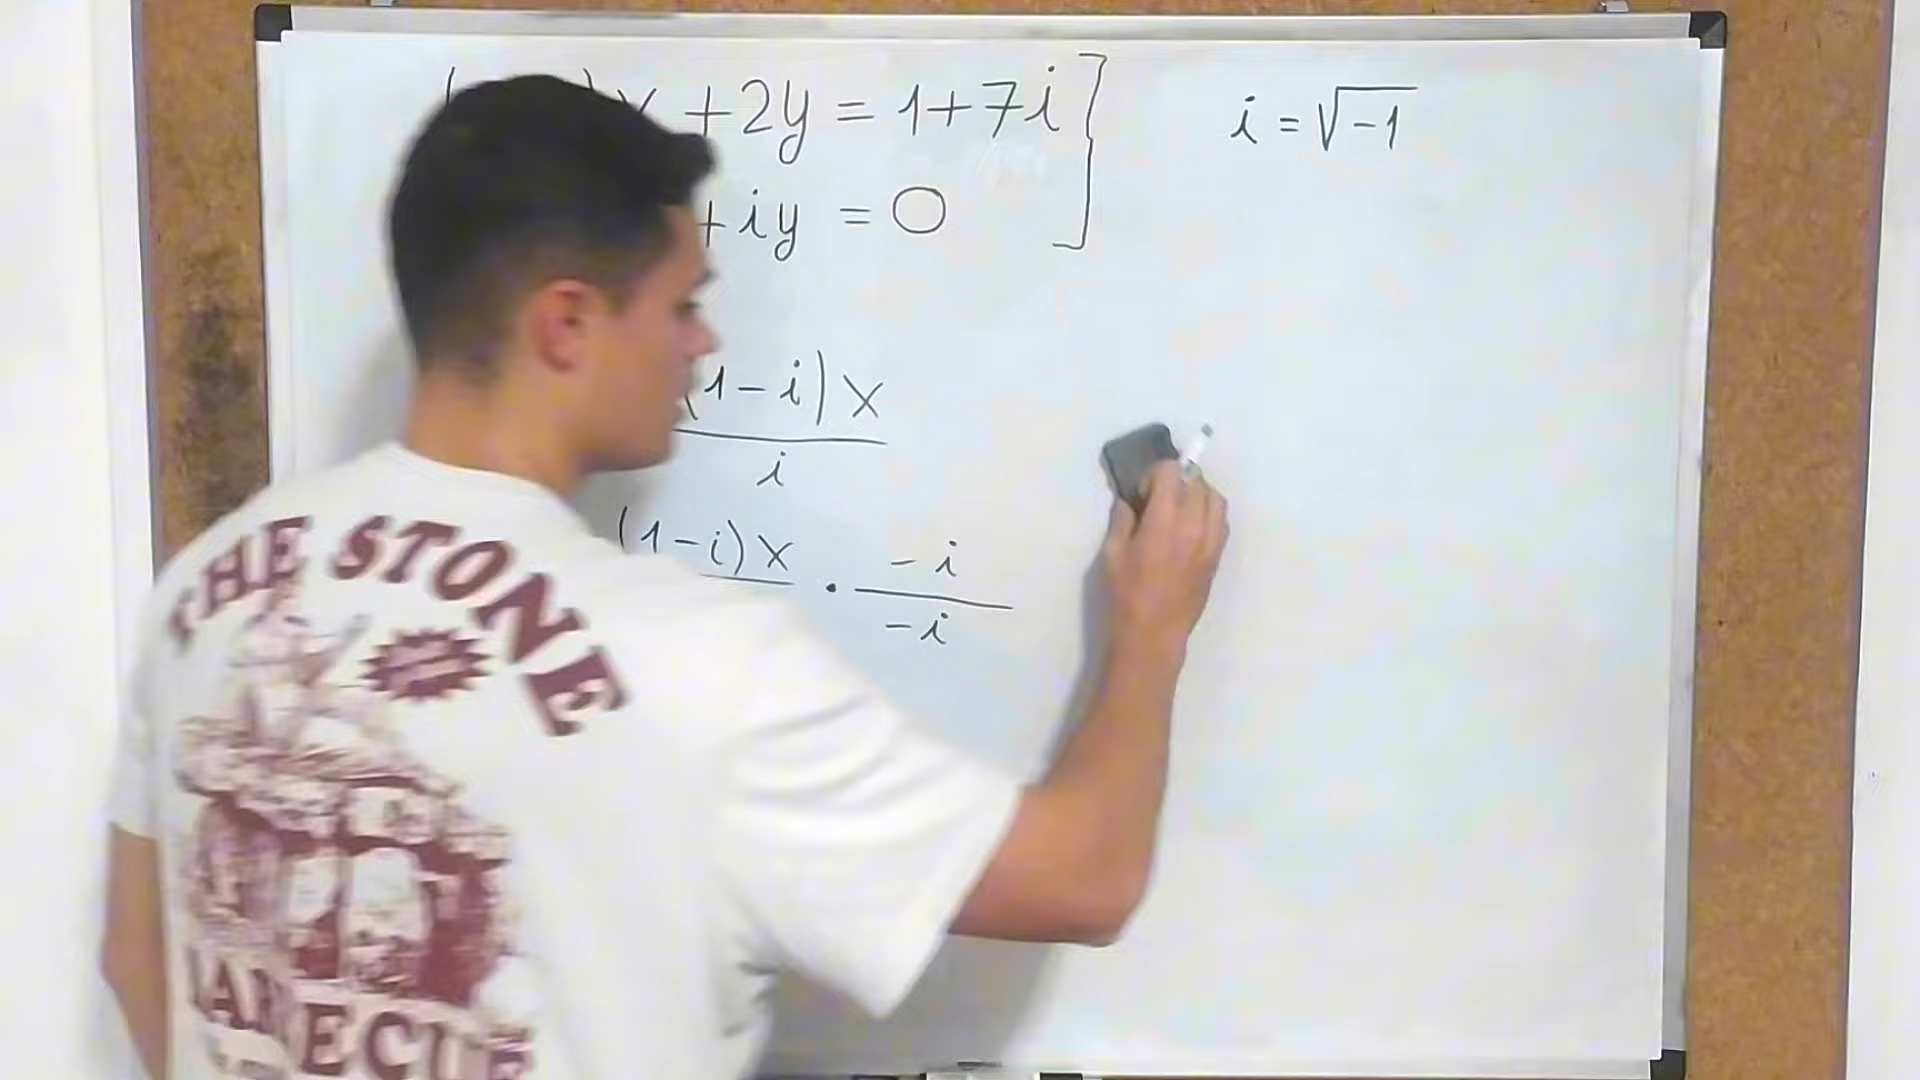 x + 2y = 1 + 7i
i = √-1
+ iy = 0
(1 - i) x
i
(1 - i) x · -i
-i
THE STONE